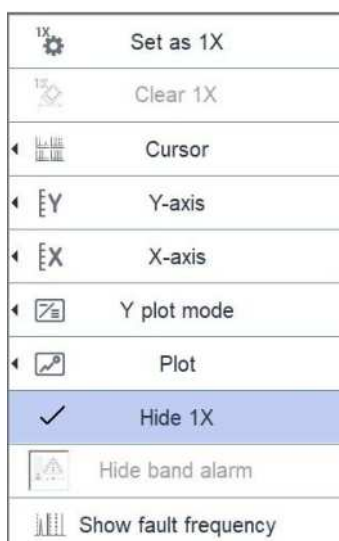 Set as 1X
Clear 1X
Cursor
Y-axis
X-axis
Y plot mode
Plot
Hide 1X
Hide band alarm
Show fault frequency